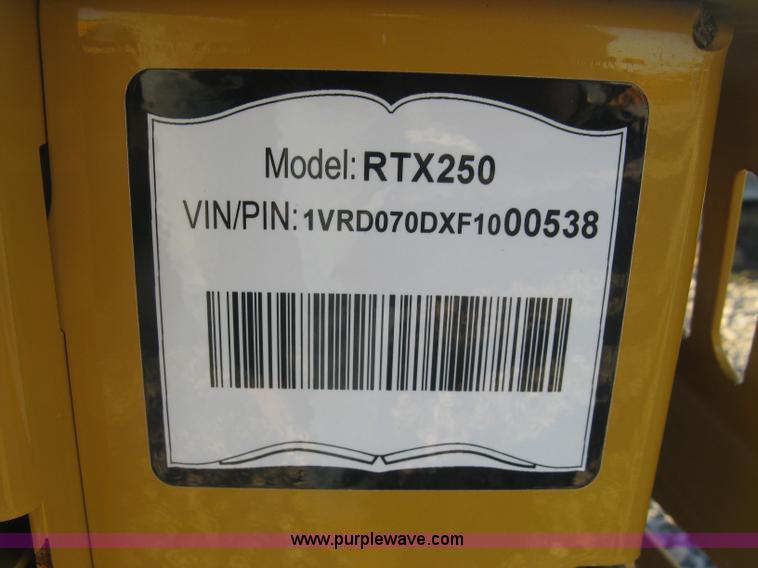 Model: RTX250
VIN/PIN: 1VRD070DXF1000538
www.purplewave.com